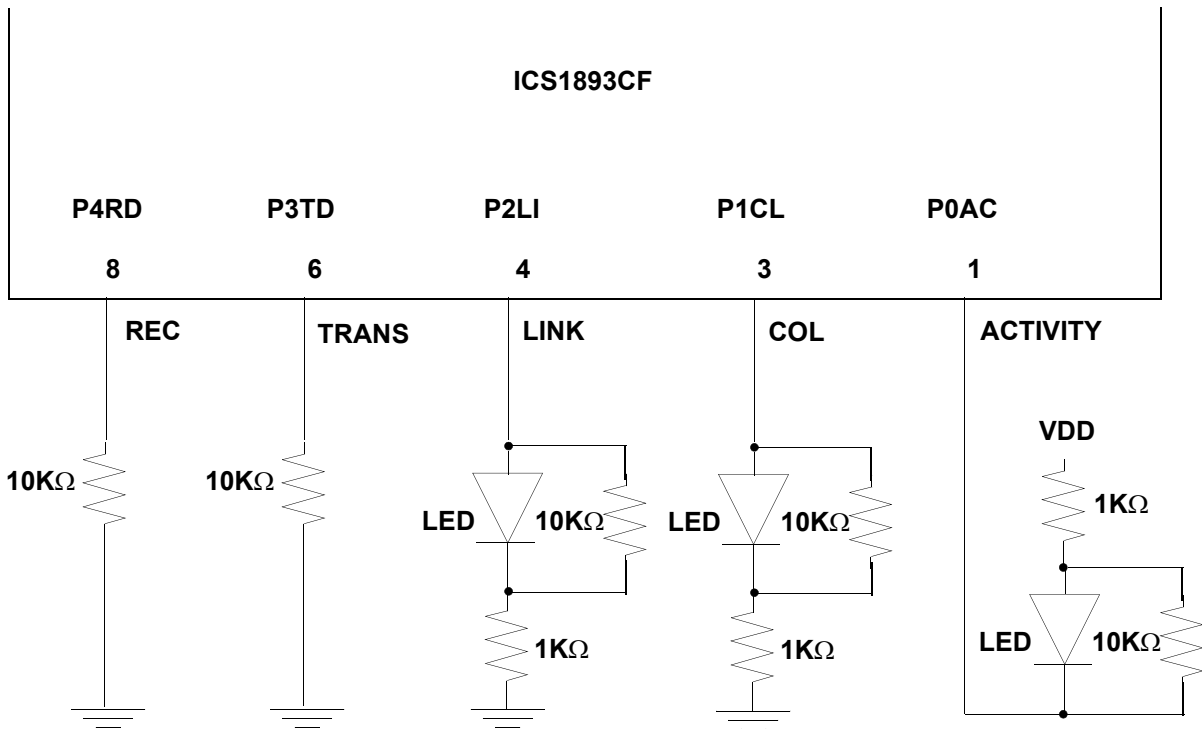 ICS1893CF
P4RD P3TD P2LI P1CL P0AC
8 6 4 3 1
REC TRANS LINK COL ACTIVITY
VDD
10KΩ 10KΩ 1KΩ
LED 10KΩ LED 10KΩ
1KΩ 1KΩ LED 10KΩ